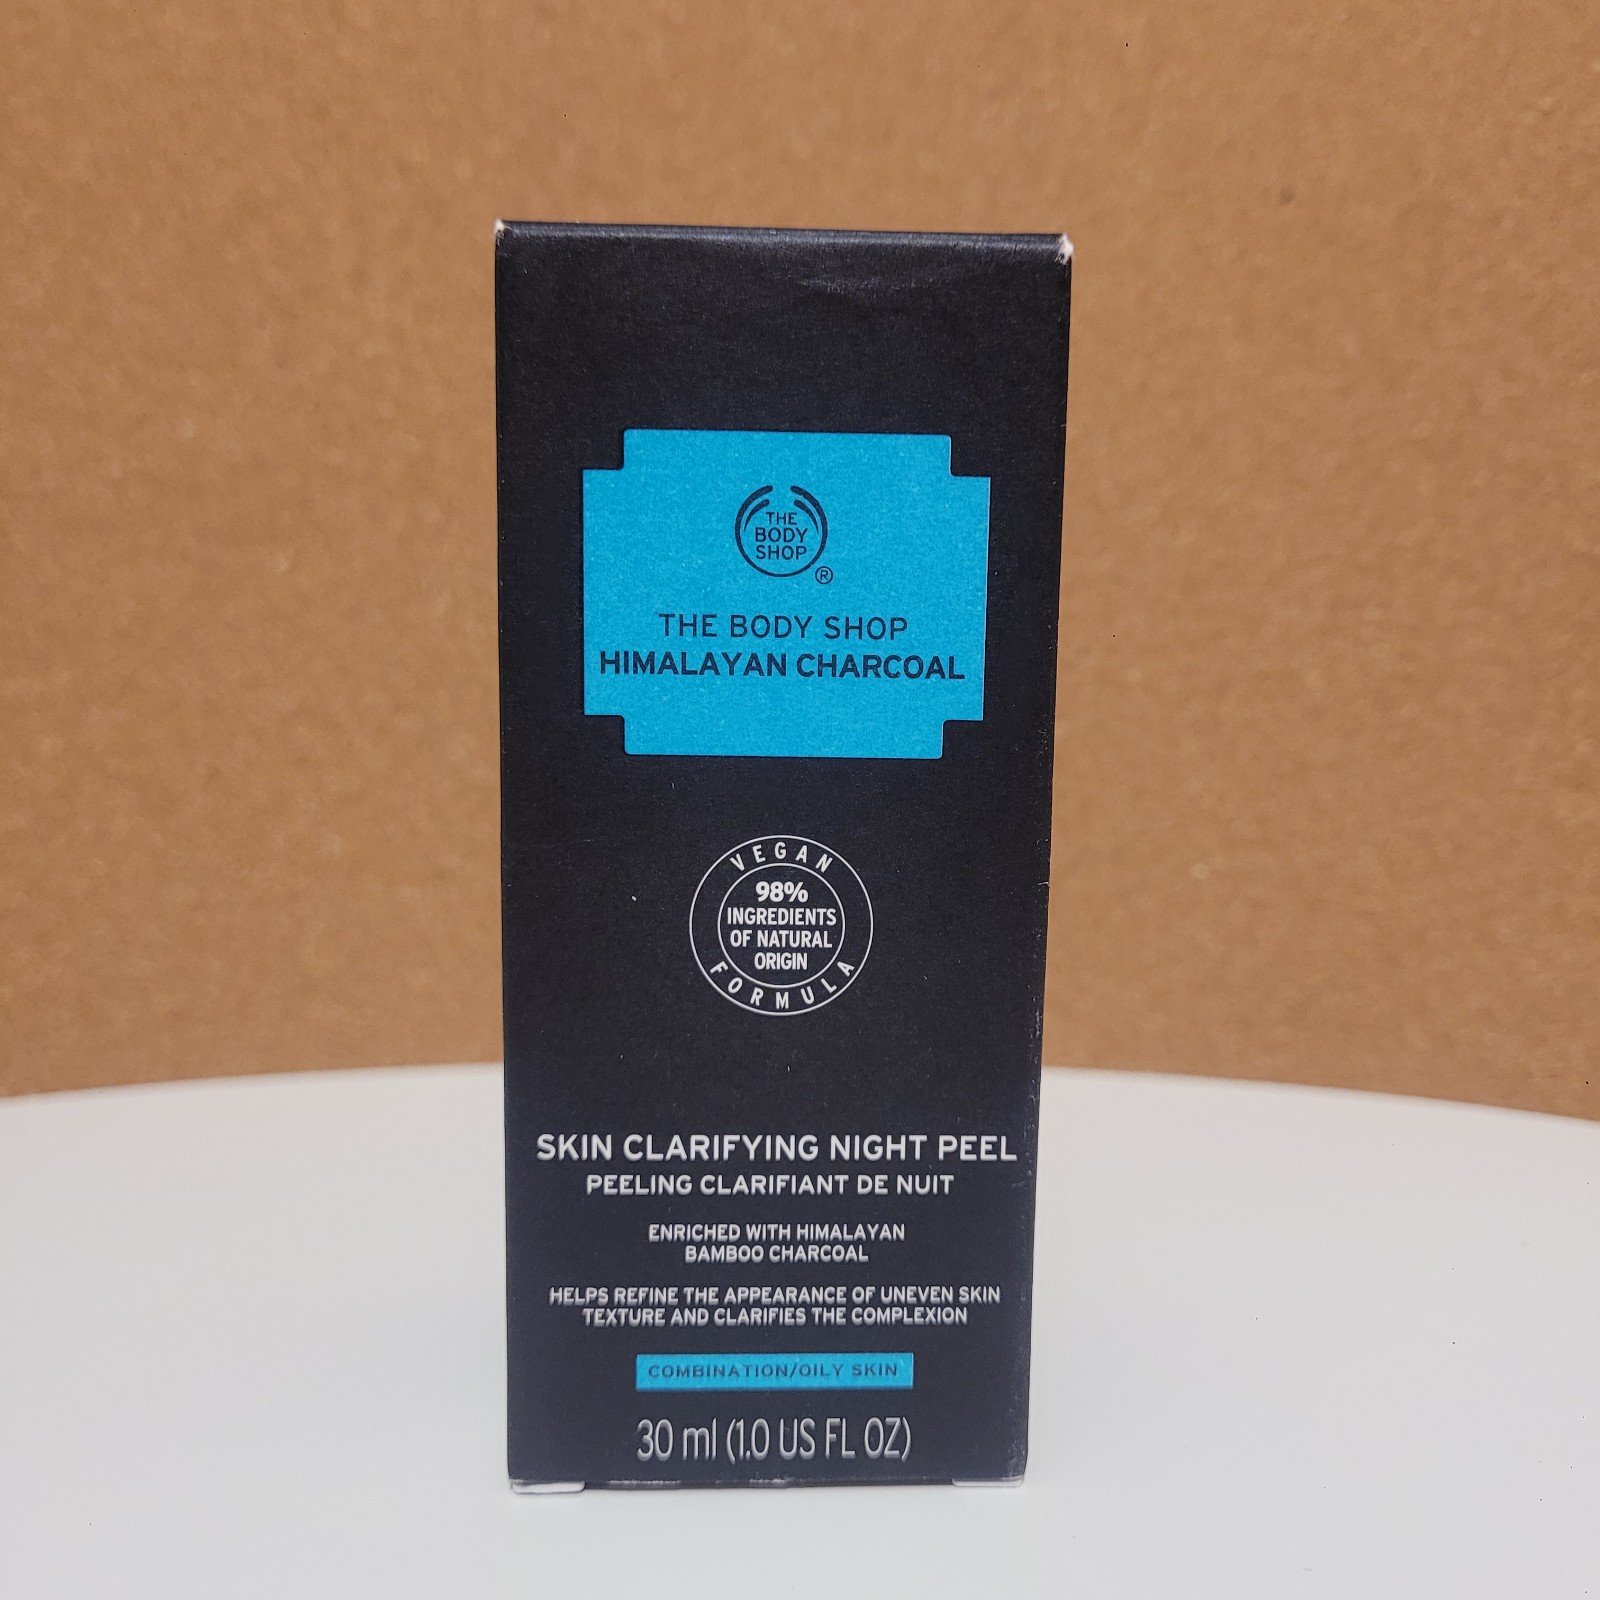 THE
BODY
SHOP
®
THE BODY SHOP
HIMALAYAN CHARCOAL
VEGAN
98%
INGREDIENTS
OF NATURAL
ORIGIN
FORMULA
SKIN CLARIFYING NIGHT PEEL
PEELING CLARIFIANT DE NUIT
ENRICHED WITH HIMALAYAN
BAMBOO CHARCOAL
HELPS REFINE THE APPEARANCE OF UNEVEN SKIN
TEXTURE AND CLARIFIES THE COMPLEXION
COMBINATION/OILY SKIN
30 ml (1.0 US FL OZ)